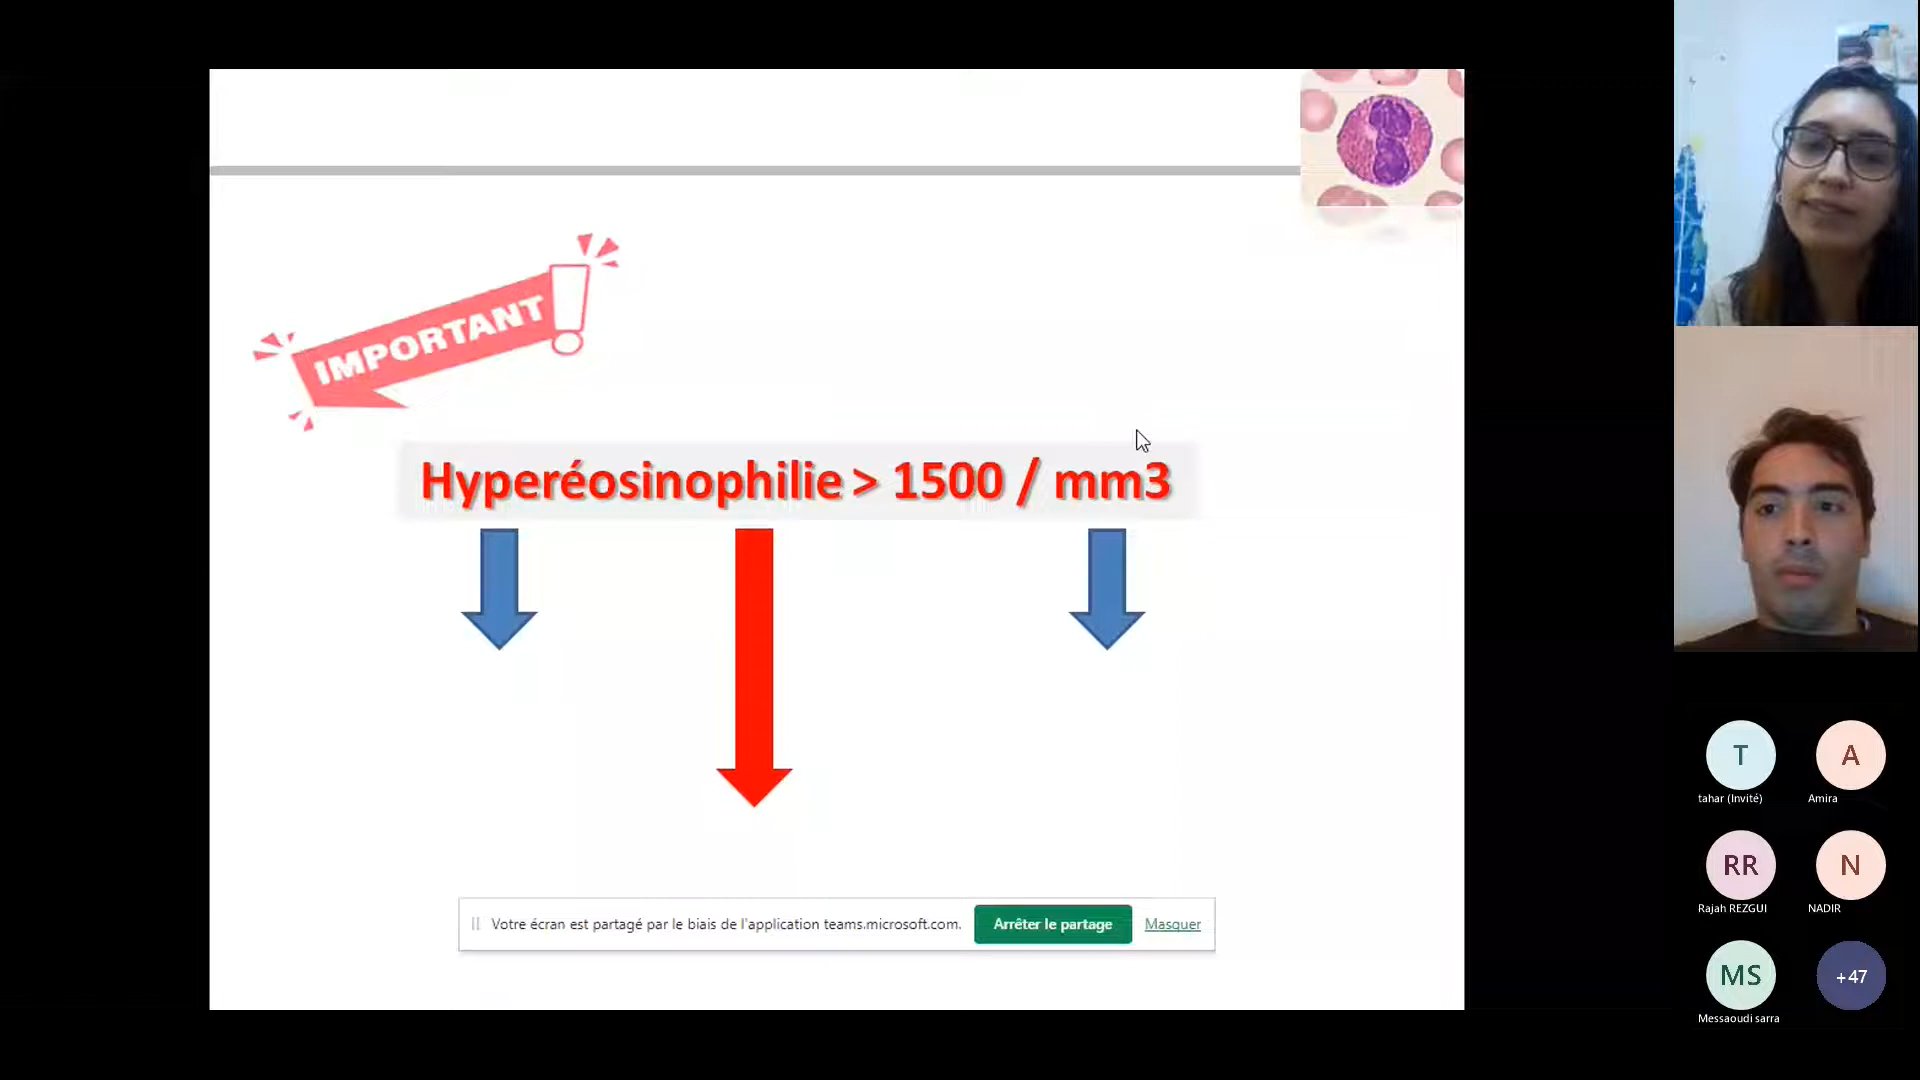 IMPORTANT!
Hyperéosinophilie > 1500 / mm3
Votre écran est partagé par le biais de l'application teams.microsoft.com.
Arrêter le partage
Masquer
T
A
tahar (Invité)
Amira
RR
N
Rajah REZGUI
NADIR
MS
+47
Messaoudi sarra